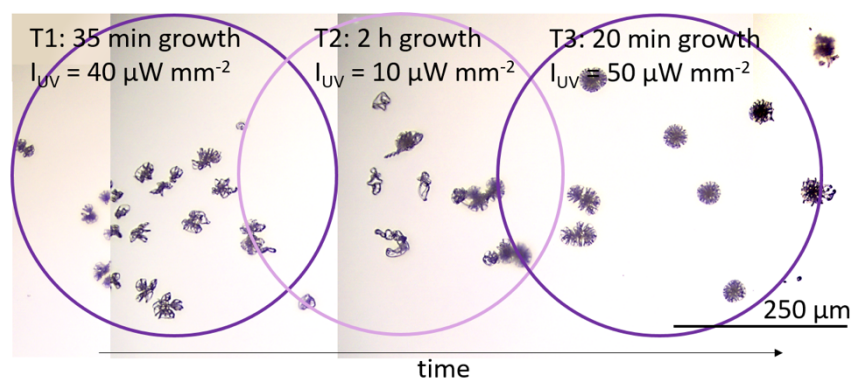 T1: 35 min growth
I_UV = 40 µW mm⁻²
T2: 2 h growth
I_UV = 10 µW mm⁻²
T3: 20 min growth
I_UV = 50 µW mm⁻²
250 µm
time